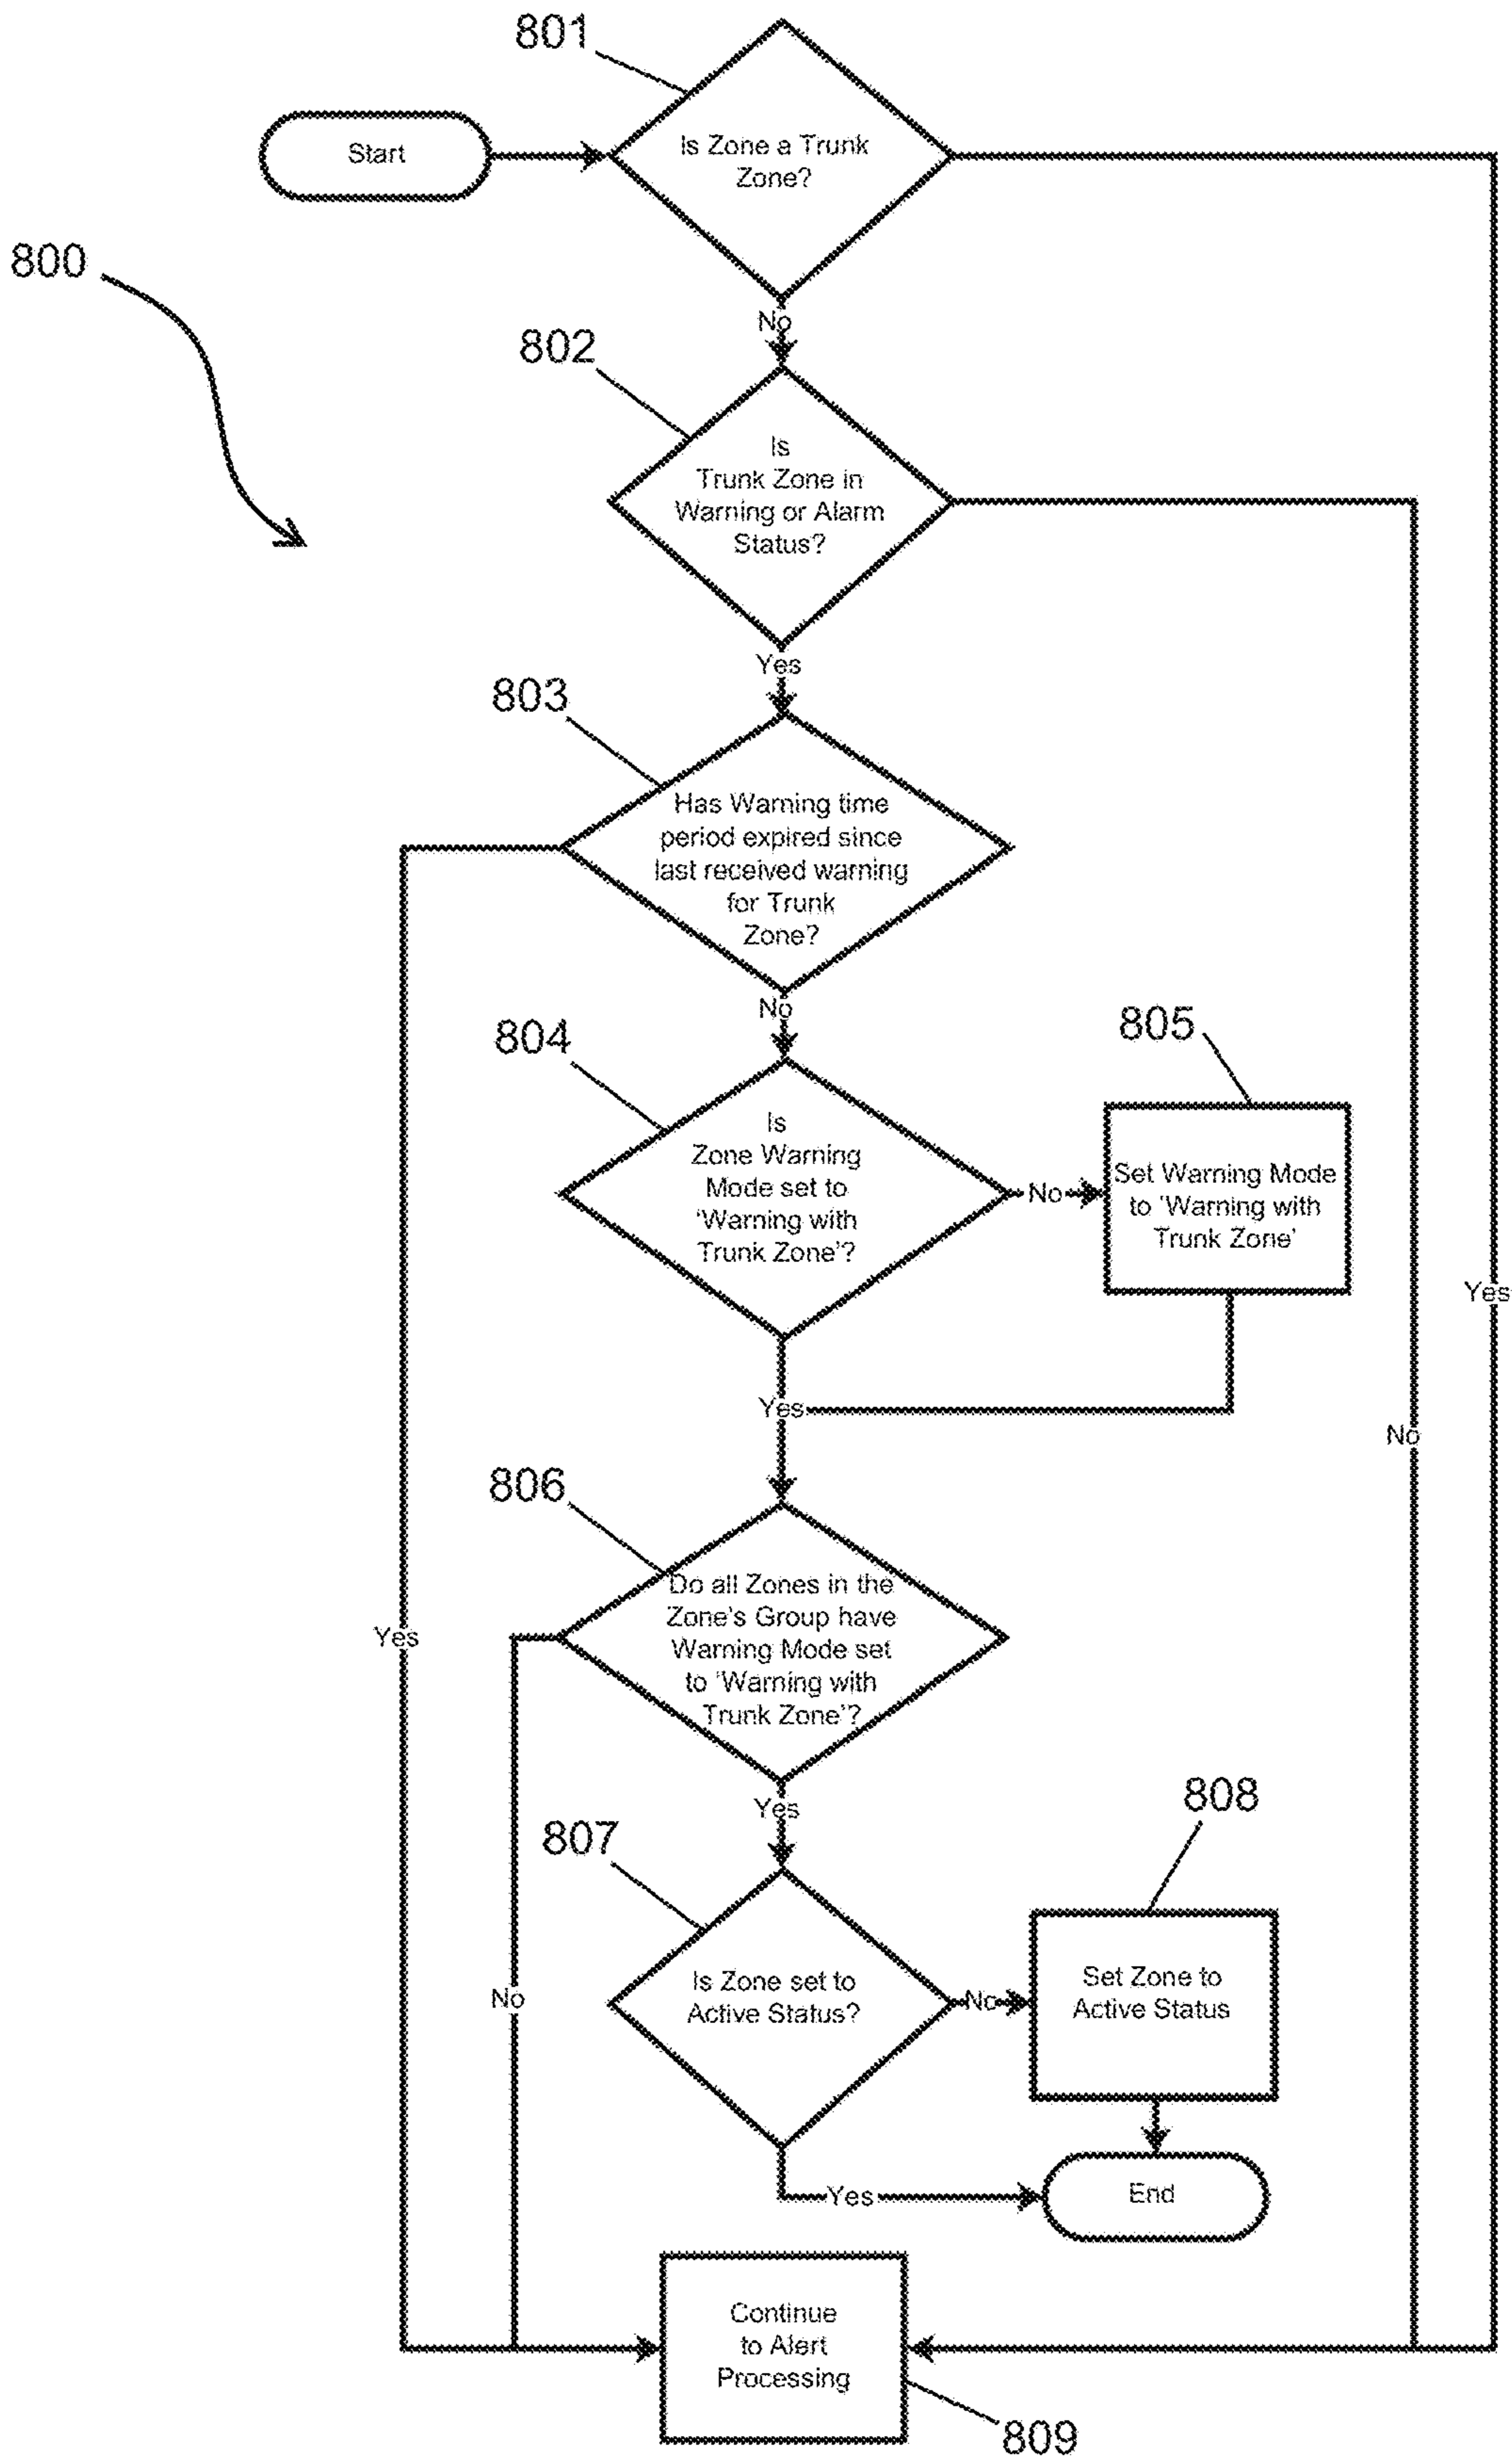 801
Start
Is Zone a Trunk
Zone?
800
No
802
Is
Trunk Zone in
Warning or Alarm
Status?
Yes
803
Has Warning time
period expired since
last received warning
for Trunk
Zone?
No
804
805
Is
Zone Warning
Mode set to
‘Warning with
Trunk Zone’?
No
Set Warning Mode
to ‘Warning with
Trunk Zone’
Yes
Yes
No
806
Do all Zones in the
Zone’s Group have
Warning Mode set
to ‘Warning with
Trunk Zone’?
Yes
Yes
808
807
Is Zone set to
Active Status?
No
No
Set Zone to
Active Status
Yes
End
Continue
to Alert
Processing
809